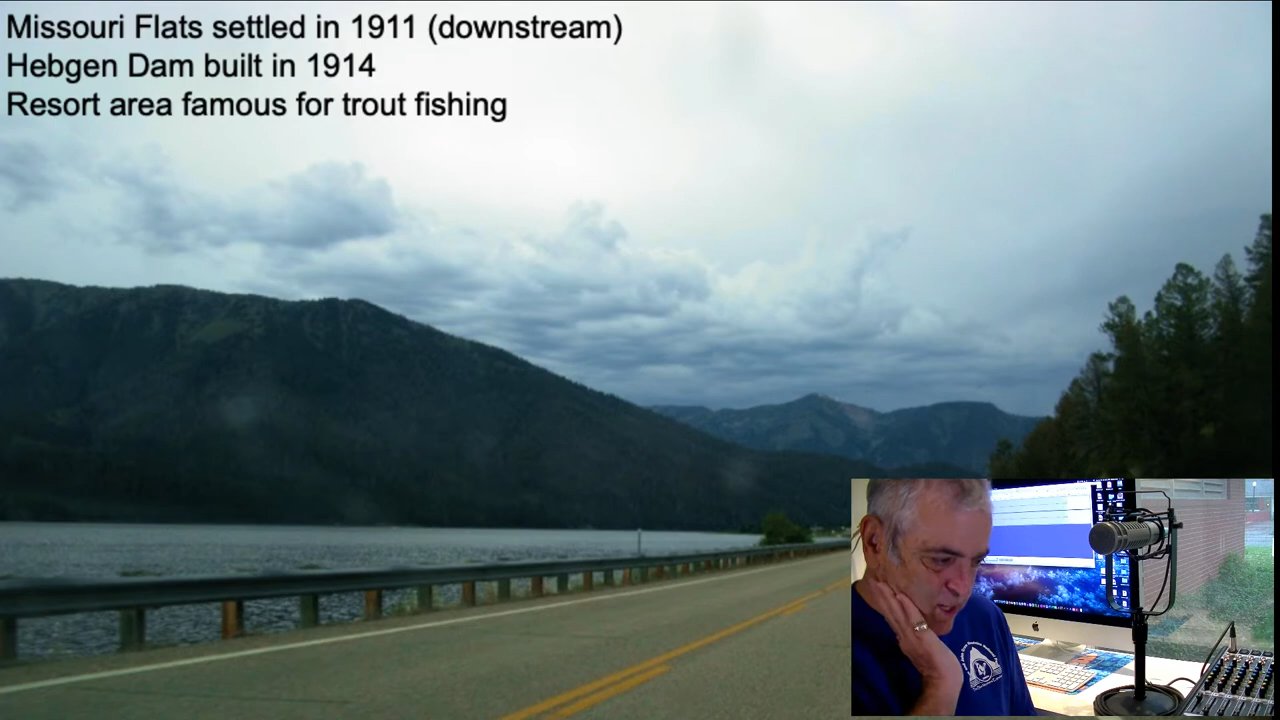 Missouri Flats settled in 1911 (downstream)
Hebgen Dam built in 1914
Resort area famous for trout fishing